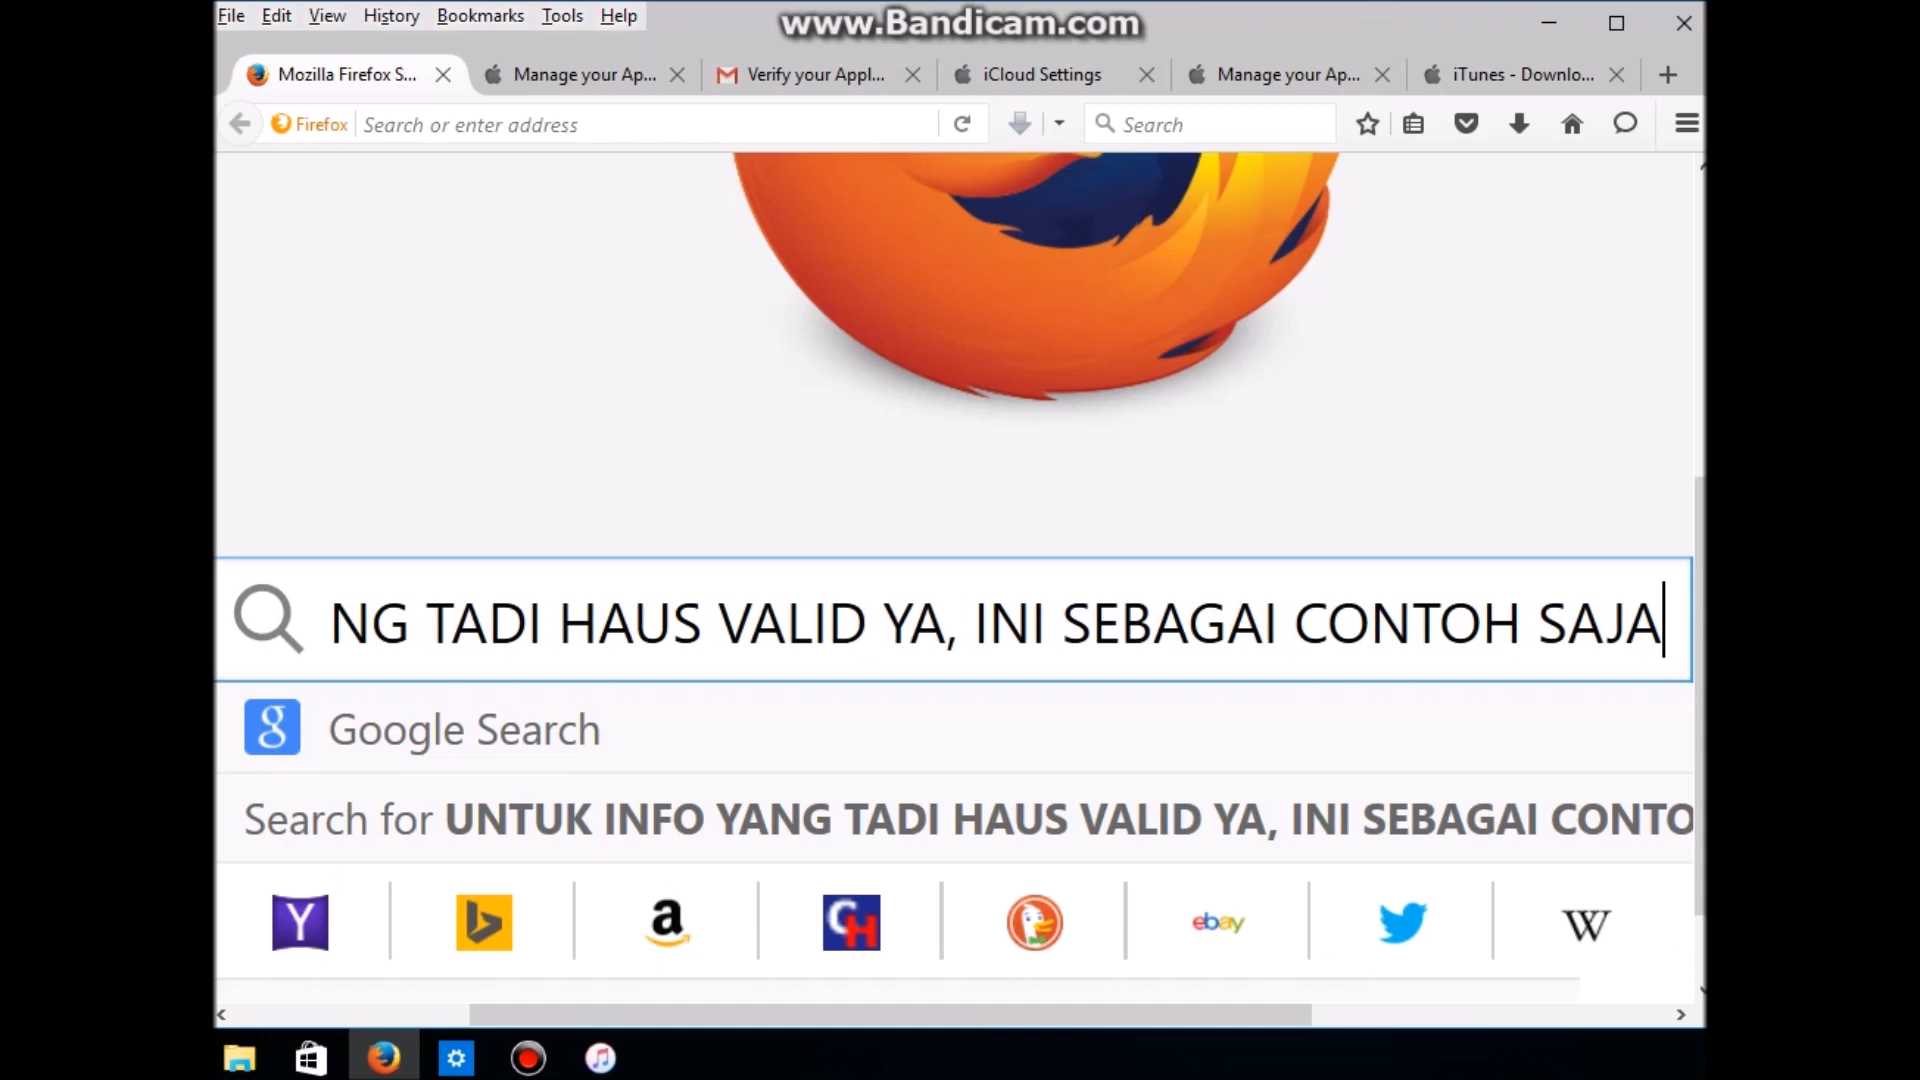 File Edit View History Bookmarks Tools Help
www.Bandicam.com
Mozilla Firefox S... Manage your Ap... Verify your Appl... iCloud Settings Manage your Ap... iTunes - Downlo...
Firefox Search or enter address Search
NG TADI HAUS VALID YA, INI SEBAGAI CONTOH SAJA
g Google Search
Search for UNTUK INFO YANG TADI HAUS VALID YA, INI SEBAGAI CONTO
Y b a CH ebay W